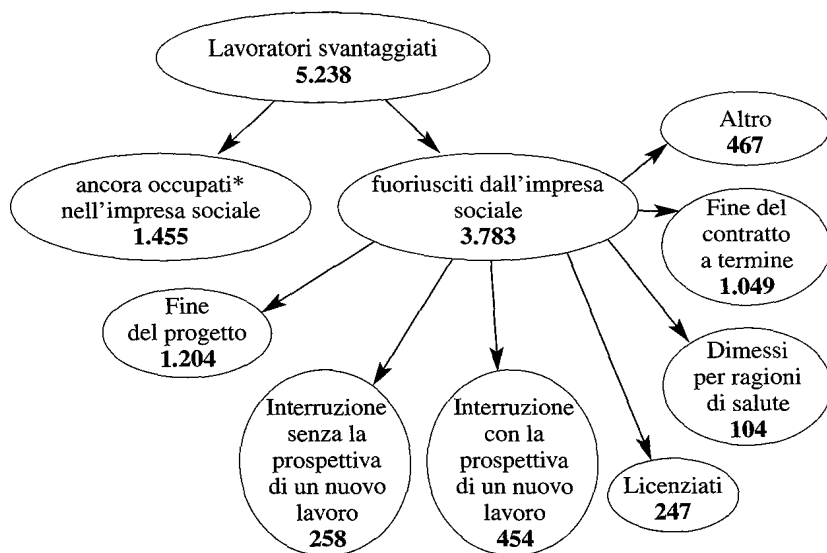 Lavoratori svantaggiati
5.238
ancora occupati*
nell'impresa sociale
1.455
fuoriusciti dall'impresa
sociale
3.783
Altro
467
Fine del
contratto
a termine
1.049
Fine
del progetto
1.204
Dimessi
per ragioni
di salute
104
Interruzione
senza la
prospettiva
di un nuovo
lavoro
258
Interruzione
con la
prospettiva
di un nuovo
lavoro
454
Licenziati
247